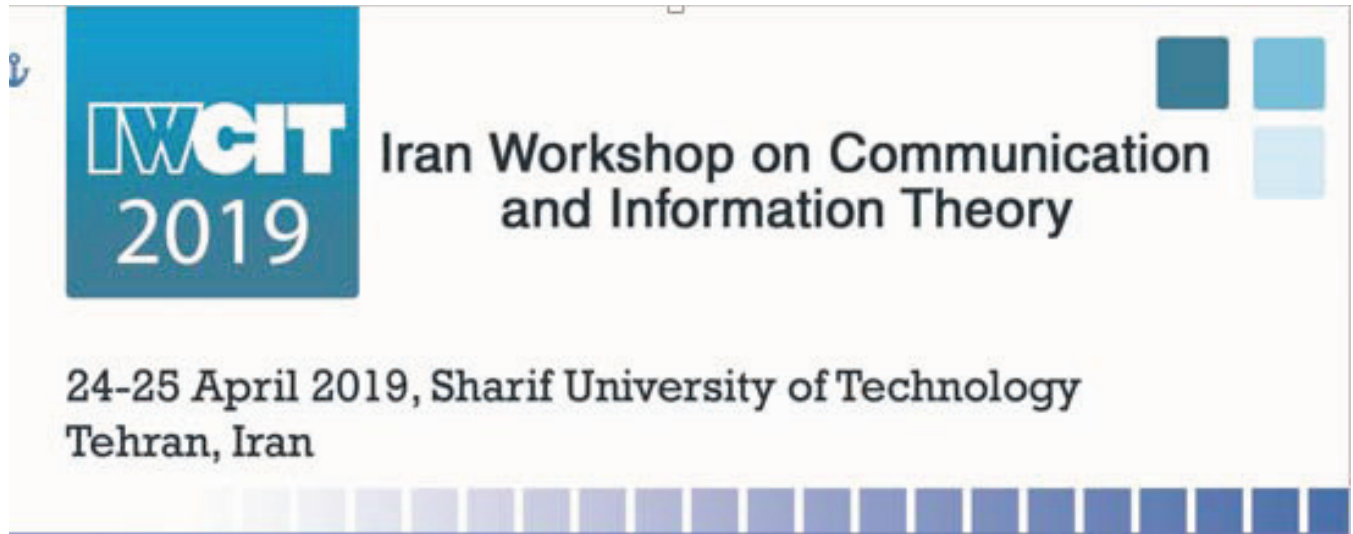 IWCIT
2019
Iran Workshop on Communication
and Information Theory
24-25 April 2019, Sharif University of Technology
Tehran, Iran